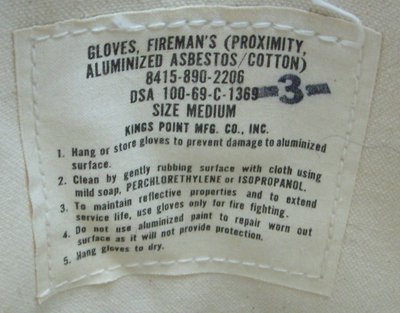 GLOVES, FIREMAN'S (PROXIMITY,
ALUMINIZED ASBESTOS/COTTON)
8415-890-2206
DSA 100-69-C-1369 -3-
SIZE MEDIUM
KINGS POINT MFG. CO., INC.
1. Hang or store gloves to prevent damage to aluminized
surface.
2. Clean by gently rubbing surface with cloth using
mild soap, PERCHLORETHYLENE or ISOPROPANOL.
3. To maintain reflective properties and to extend
service life, use gloves only for fire fighting.
4. Do not use aluminized paint to repair worn out
surface as it will not provide protection.
5. Hang gloves to dry.